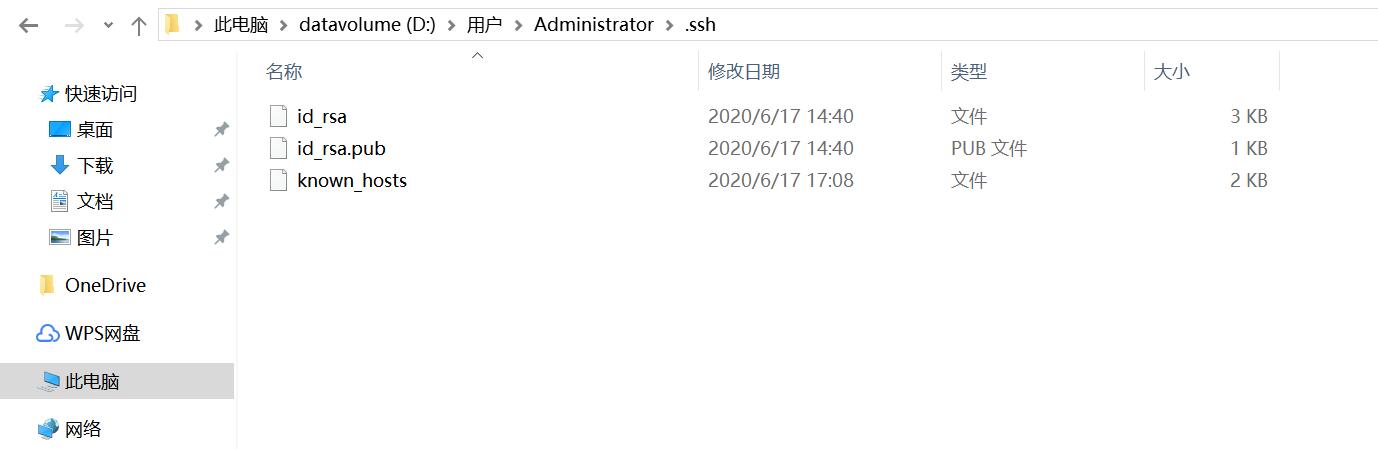 此电脑 > datavolume (D:) > 用户 > Administrator > .ssh
名称 修改日期 类型 大小
快速访问
桌面
下载
文档
图片
OneDrive
WPS网盘
此电脑
网络
id_rsa 2020/6/17 14:40 文件 3 KB
id_rsa.pub 2020/6/17 14:40 PUB 文件 1 KB
known_hosts 2020/6/17 17:08 文件 2 KB